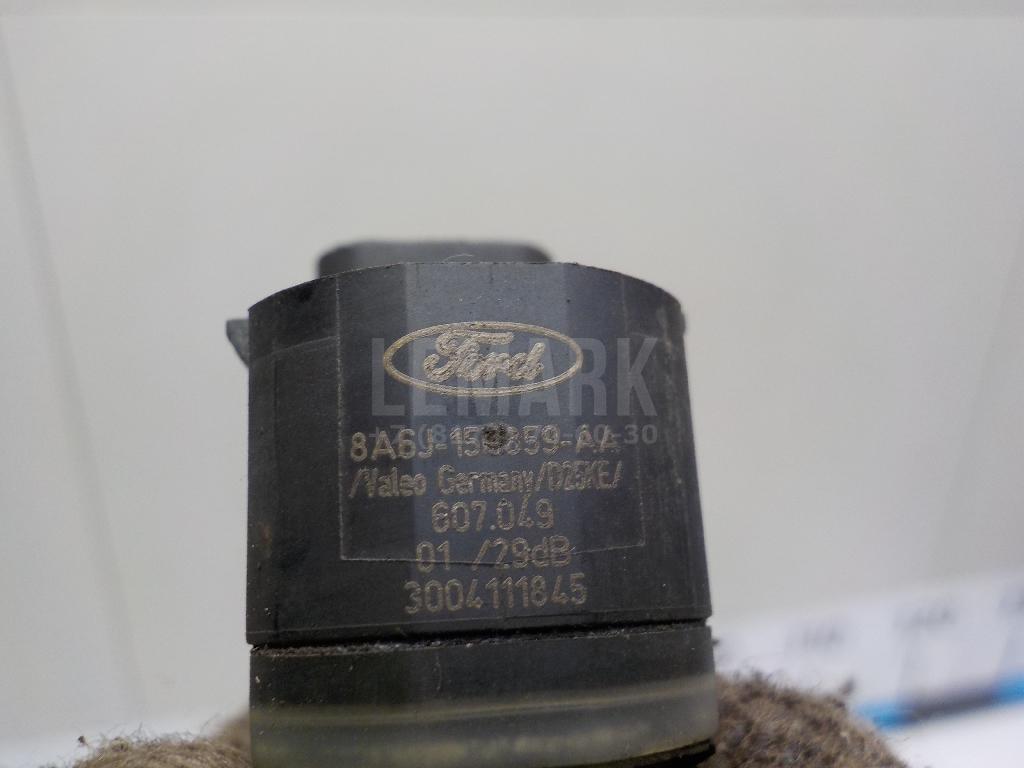 Ford
LEMARK
/Valeo Germany/D25KE/
607.049
01 /29dB
3004111845